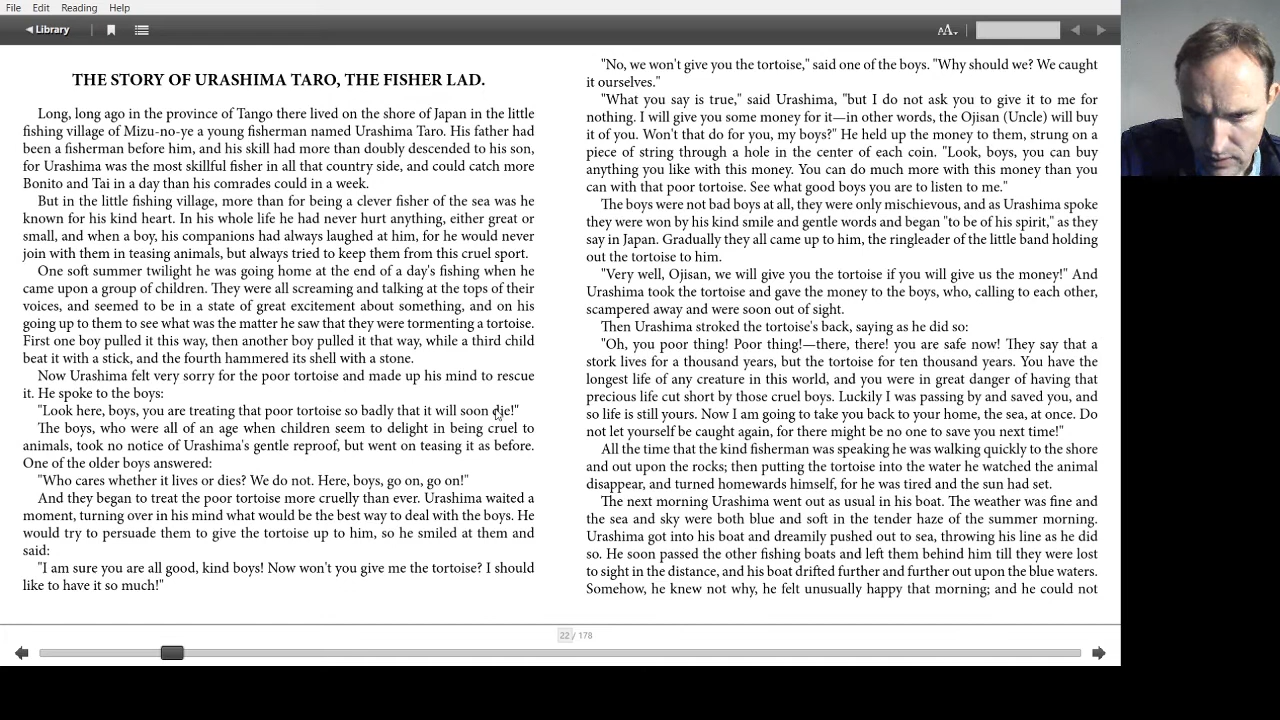 File Edit Reading Help
Library
AA
THE STORY OF URASHIMA TARO, THE FISHER LAD.
Long, long ago in the province of Tango there lived on the shore of Japan in the little
fishing village of Mizu-no-ye a young fisherman named Urashima Taro. His father had
been a fisherman before him, and his skill had more than doubly descended to his son,
for Urashima was the most skillful fisher in all that country side, and could catch more
Bonito and Tai in a day than his comrades could in a week.
But in the little fishing village, more than for being a clever fisher of the sea was he
known for his kind heart. In his whole life he had never hurt anything, either great or
small, and when a boy, his companions had always laughed at him, for he would never
join with them in teasing animals, but always tried to keep them from this cruel sport.
One soft summer twilight he was going home at the end of a day's fishing when he
came upon a group of children. They were all screaming and talking at the tops of their
voices, and seemed to be in a state of great excitement about something, and on his
going up to them to see what was the matter he saw that they were tormenting a tortoise.
First one boy pulled it this way, then another boy pulled it that way, while a third child
beat it with a stick, and the fourth hammered its shell with a stone.
Now Urashima felt very sorry for the poor tortoise and made up his mind to rescue
it. He spoke to the boys:
"Look here, boys, you are treating that poor tortoise so badly that it will soon die!"
The boys, who were all of an age when children seem to delight in being cruel to
animals, took no notice of Urashima's gentle reproof, but went on teasing it as before.
One of the older boys answered:
"Who cares whether it lives or dies? We do not. Here, boys, go on, go on!"
And they began to treat the poor tortoise more cruelly than ever. Urashima waited a
moment, turning over in his mind what would be the best way to deal with the boys. He
would try to persuade them to give the tortoise up to him, so he smiled at them and
said:
"I am sure you are all good, kind boys! Now won't you give me the tortoise? I should
like to have it so much!"
"No, we won't give you the tortoise," said one of the boys. "Why should we? We caught
it ourselves."
"What you say is true," said Urashima, "but I do not ask you to give it to me for
nothing. I will give you some money for it—in other words, the Ojisan (Uncle) will buy
it of you. Won't that do for you, my boys?" He held up the money to them, strung on a
piece of string through a hole in the center of each coin. "Look, boys, you can buy
anything you like with this money. You can do much more with this money than you
can with that poor tortoise. See what good boys you are to listen to me."
The boys were not bad boys at all, they were only mischievous, and as Urashima spoke
they were won by his kind smile and gentle words and began "to be of his spirit," as they
say in Japan. Gradually they all came up to him, the ringleader of the little band holding
out the tortoise to him.
"Very well, Ojisan, we will give you the tortoise if you will give us the money!" And
Urashima took the tortoise and gave the money to the boys, who, calling to each other,
scampered away and were soon out of sight.
Then Urashima stroked the tortoise's back, saying as he did so:
"Oh, you poor thing! Poor thing!—there, there! you are safe now! They say that a
stork lives for a thousand years, but the tortoise for ten thousand years. You have the
longest life of any creature in this world, and you were in great danger of having that
precious life cut short by those cruel boys. Luckily I was passing by and saved you, and
so life is still yours. Now I am going to take you back to your home, the sea, at once. Do
not let yourself be caught again, for there might be no one to save you next time!"
All the time that the kind fisherman was speaking he was walking quickly to the shore
and out upon the rocks; then putting the tortoise into the water he watched the animal
disappear, and turned homewards himself, for he was tired and the sun had set.
The next morning Urashima went out as usual in his boat. The weather was fine and
the sea and sky were both blue and soft in the tender haze of the summer morning.
Urashima got into his boat and dreamily pushed out to sea, throwing his line as he did
so. He soon passed the other fishing boats and left them behind him till they were lost
to sight in the distance, and his boat drifted further and further out upon the blue waters.
Somehow, he knew not why, he felt unusually happy that morning; and he could not
22 / 178